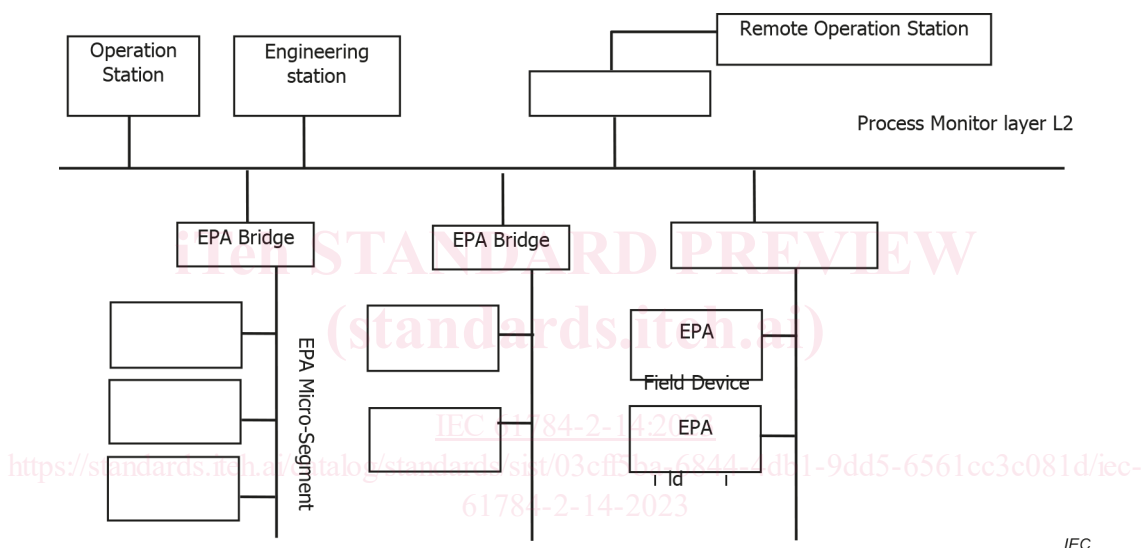 Remote Operation Station
Operation
Station
Engineering
station
Process Monitor layer L2
EPA Bridge
EPA Bridge
iTeh STANDARD PREVIEW
(standards.iteh.ai)
EPA Micro-Segment
EPA
Field Device
EPA
IEC 61784-2-14:2023
https://standards.iteh.ai/catalog/standards/sist/03cff5ba-6844-4db1-9dd5-6561cc3c081d/iec-
61784-2-14-2023
IEC